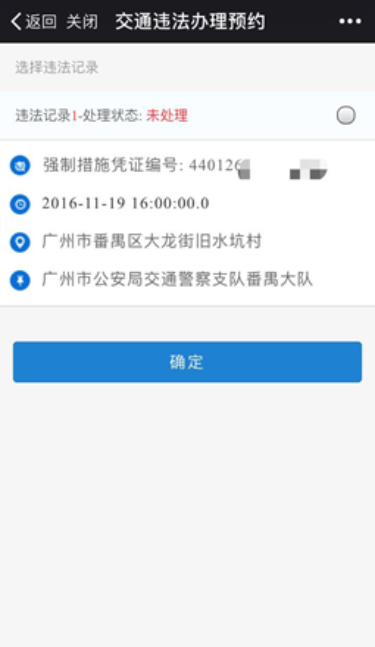 返回 关闭 交通违法办理预约
选择违法记录
违法记录1-处理状态: 未处理
强制措施凭证编号: 440126
2016-11-19 16:00:00.0
广州市番禺区大龙街旧水坑村
广州市公安局交通警察支队番禺大队
确定